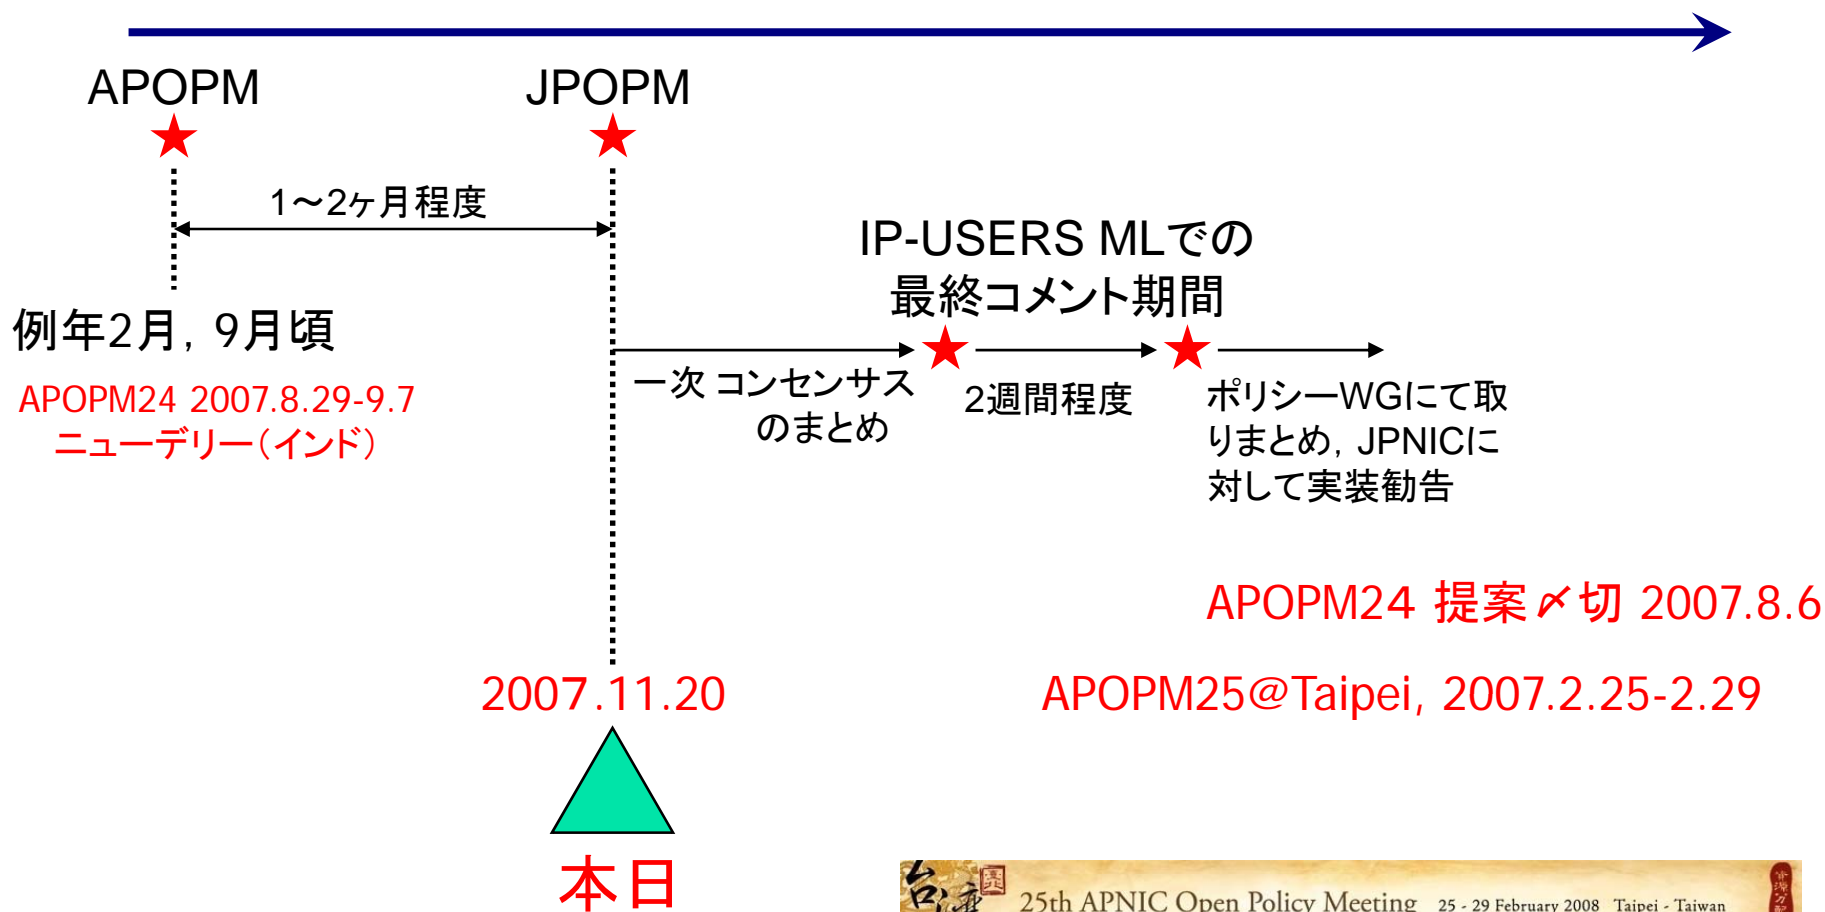 APOPM
JPOPM
1～2ヶ月程度
IP-USERS MLでの
最終コメント期間
例年2月, 9月頃
APOPM24 2007.8.29-9.7
ニューデリー（インド）
一次 コンセンサス
のまとめ
2週間程度
ポリシーWGにて取
りまとめ, JPNICに
対して実装勧告
APOPM24 提案〆切 2007.8.6
2007.11.20
APOPM25@Taipei, 2007.2.25-2.29
本日
台湾
25th APNIC Open Policy Meeting 25 - 29 February 2008 Taipei - Taiwan